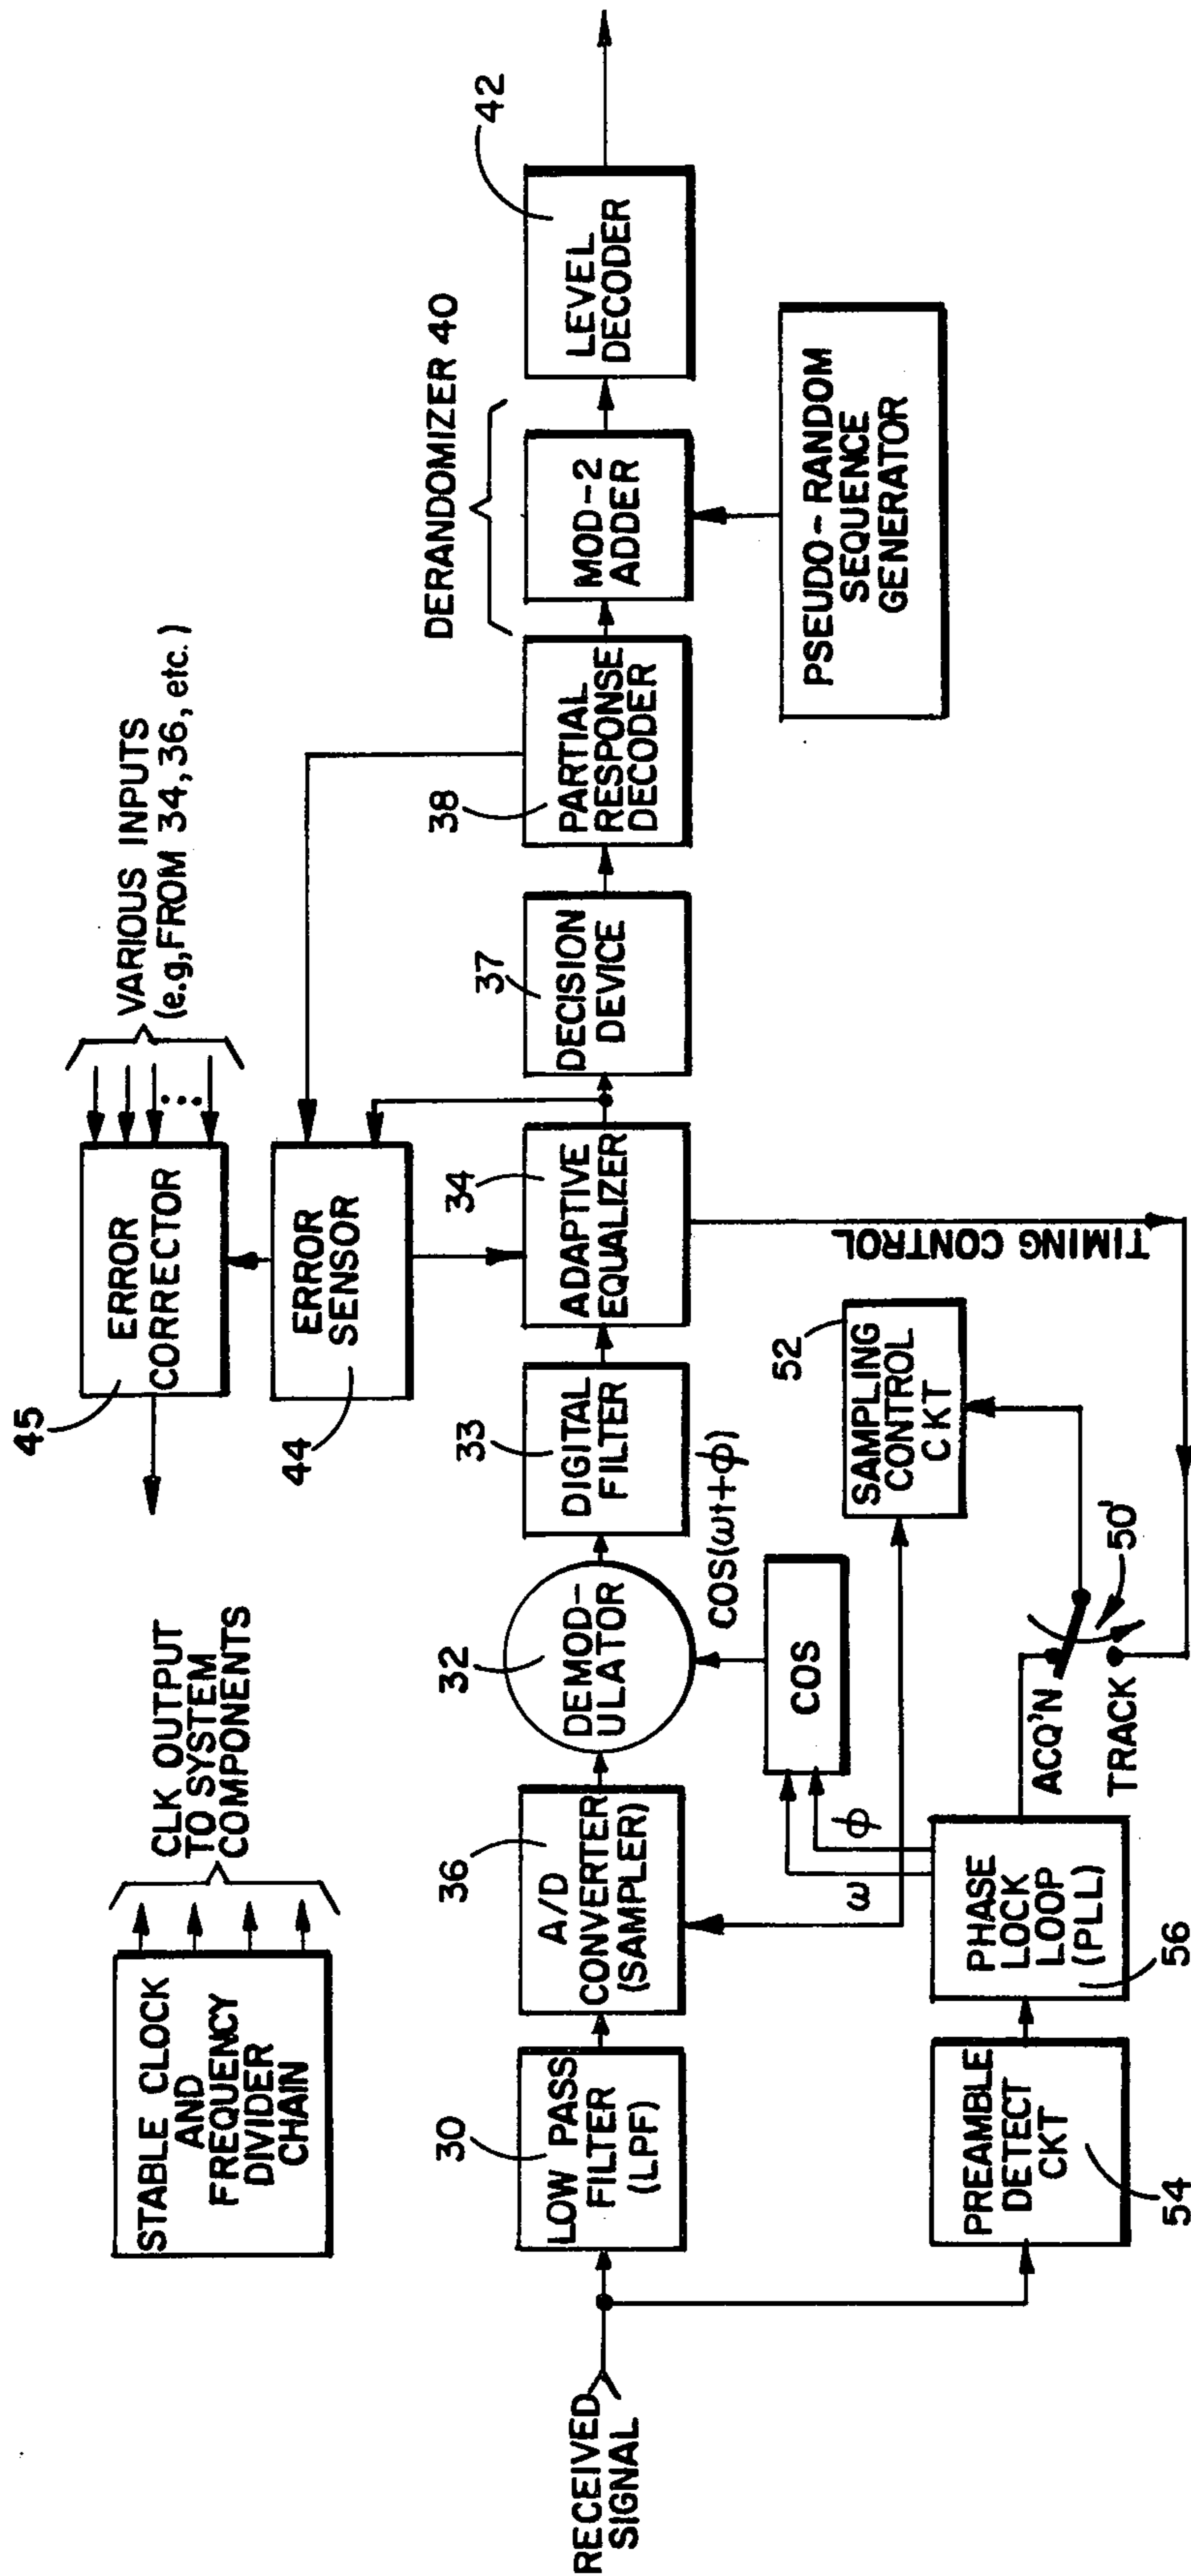 STABLE CLOCK
AND
FREQUENCY
DIVIDER
CHAIN
CLK OUTPUT
TO SYSTEM
COMPONENTS
45
ERROR
CORRECTOR
VARIOUS INPUTS
(e.g,FROM 34,36,etc.)
44
ERROR
SENSOR
RECEIVED
SIGNAL
30
LOW PASS
FILTER
(LPF)
36
A/D
CONVERTER
(SAMPLER)
32
DEMOD-
ULATOR
33
DIGITAL
FILTER
34
ADAPTIVE
EQUALIZER
37
DECISION
DEVICE
38
PARTIAL
RESPONSE
DECODER
DERANDOMIZER 40
MOD-2
ADDER
42
LEVEL
DECODER
COS(ωt+ϕ)
COS
ω
ϕ
52
SAMPLING
CONTROL
CKT
TIMING CONTROL
PSEUDO-RANDOM
SEQUENCE
GENERATOR
54
PREAMBLE
DETECT
CKT
56
PHASE
LOCK
LOOP
(PLL)
ACQ'N
TRACK
50'